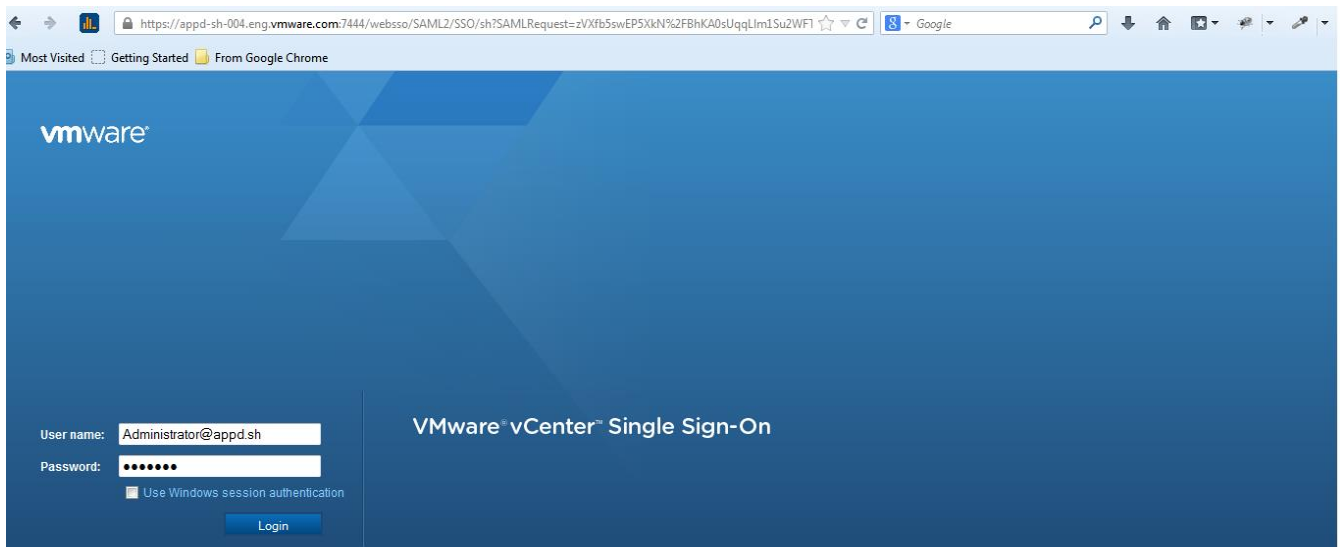 https://appd-sh-004.eng.vmware.com:7444/websso/SAML2/SSO/sh?SAMLRequest=zVXfb5swEP5XkN%2FBhKA0sUqqLIm1Su2WFT
Google
Most Visited Getting Started From Google Chrome
vmware®
User name: Administrator@appd.sh
VMware® vCenter™ Single Sign-On
Password: •••••••
Use Windows session authentication
Login